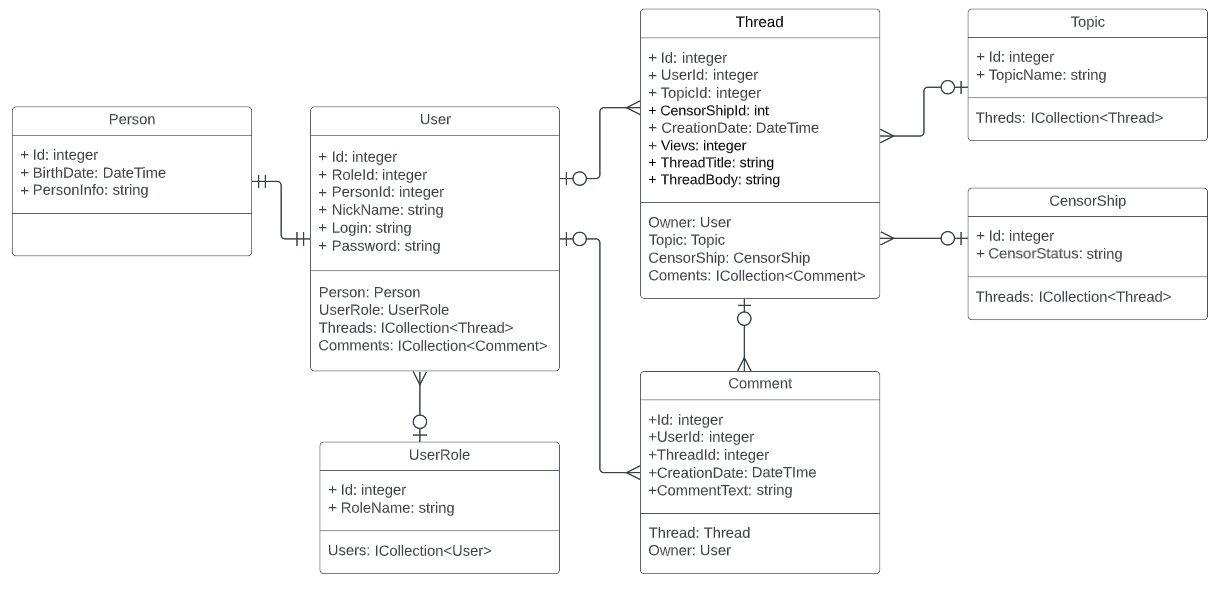 Person
+ Id: integer
+ BirthDate: DateTime
+ PersonInfo: string
User
+ Id: integer
+ RoleId: integer
+ PersonId: integer
+ NickName: string
+ Login: string
+ Password: string
Person: Person
UserRole: UserRole
Threads: ICollection<Thread>
Comments: ICollection<Comment>
UserRole
+ Id: integer
+ RoleName: string
Users: ICollection<User>
Thread
+ Id: integer
+ UserId: integer
+ TopicId: integer
+ CensorShipId: int
+ CreationDate: DateTime
+ Vievs: integer
+ ThreadTitle: string
+ ThreadBody: string
Owner: User
Topic: Topic
CensorShip: CensorShip
Coments: ICollection<Comment>
Comment
+Id: integer
+UserId: integer
+ThreadId: integer
+CreationDate: DateTIme
+CommentText: string
Thread: Thread
Owner: User
Topic
+ Id: integer
+ TopicName: string
Threds: ICollection<Thread>
CensorShip
+ Id: integer
+ CensorStatus: string
Threads: ICollection<Thread>